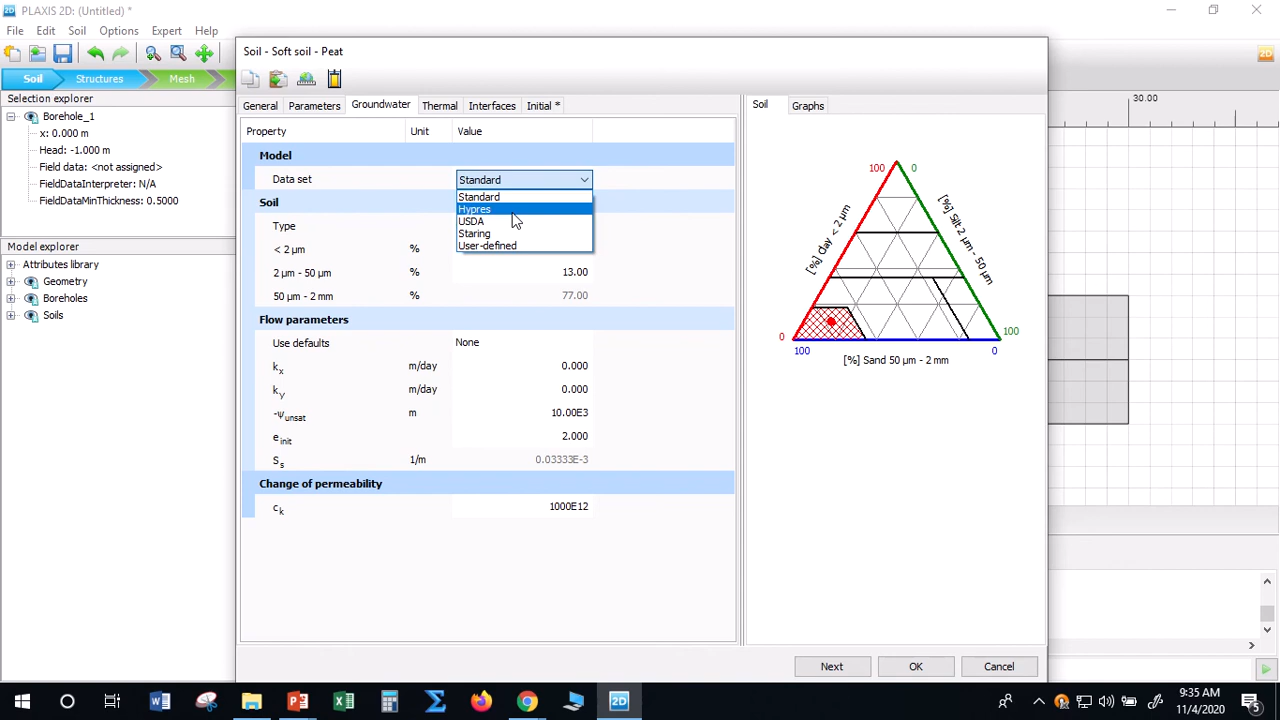 PLAXIS 2D: (Untitled) *
File Edit Soil Options Expert Help
Soil Structures Mesh
Selection explorer
Borehole_1
x: 0.000 m
Head: -1.000 m
Field data: <not assigned>
FieldDataInterpreter: N/A
FieldDataMinThickness: 0.5000
Model explorer
Attributes library
Geometry
Boreholes
Soils
Soil - Soft soil - Peat
General Parameters Groundwater Thermal Interfaces Initial *
Property Unit Value
Model
Data set Standard
Standard
Hypres
USDA
Staring
User-defined
Soil
Type
< 2 µm %
2 µm - 50 µm % 13.00
50 µm - 2 mm % 77.00
Flow parameters
Use defaults None
kx m/day 0.000
ky m/day 0.000
-ψunsat m 10.00E3
einit 2.000
Ss 1/m 0.03333E-3
Change of permeability
ck 1000E12
Soil Graphs
100 0
[%] clay < 2 µm
[%] Silt 2 µm - 50 µm
0 100
100 0
[%] Sand 50 µm - 2 mm
Next OK Cancel
30.00
2D
2D
2D
9:35 AM
11/4/2020
5